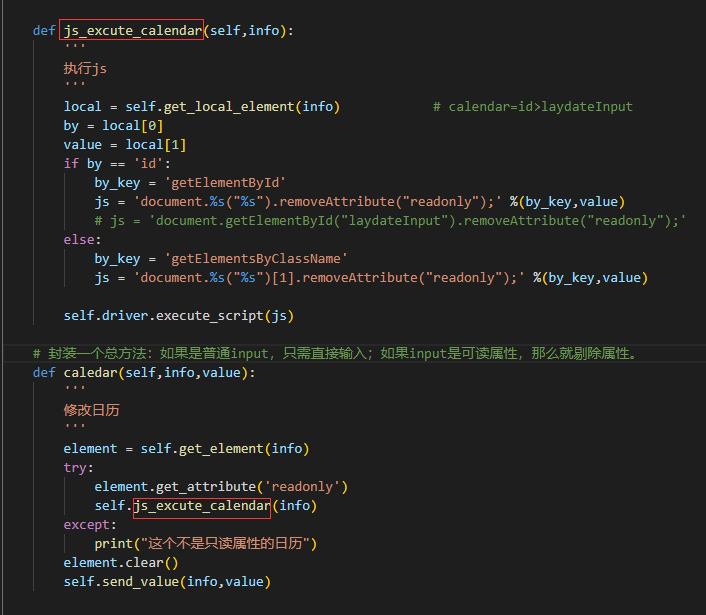 def js_excute_calendar(self,info):
'''
执行js
'''
local = self.get_local_element(info)            # calendar=id>laydateInput
by = local[0]
value = local[1]
if by == 'id':
by_key = 'getElementById'
js = 'document.%s("%s").removeAttribute("readonly");' %(by_key,value)
# js = 'document.getElementById("laydateInput").removeAttribute("readonly");'
else:
by_key = 'getElementsByClassName'
js = 'document.%s("%s")[1].removeAttribute("readonly");' %(by_key,value)
self.driver.execute_script(js)
# 封装一个总方法：如果是普通input，只需直接输入；如果input是可读属性，那么就剔除属性。
def caledar(self,info,value):
'''
修改日历
'''
element = self.get_element(info)
try:
element.get_attribute('readonly')
self.js_excute_calendar(info)
except:
print("这个不是只读属性的日历")
element.clear()
self.send_value(info,value)